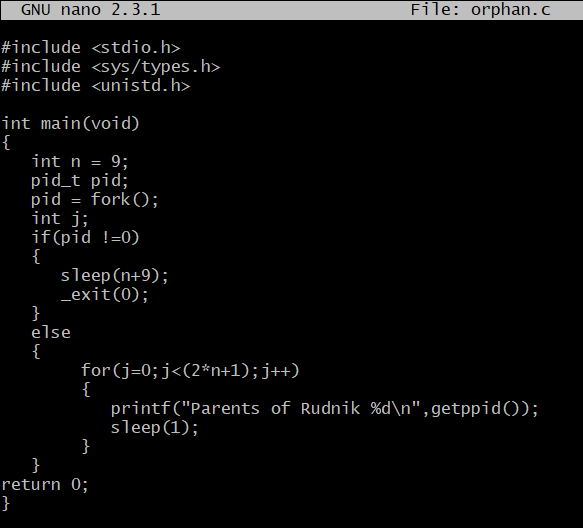 GNU nano 2.3.1 File: orphan.c
#include <stdio.h>
#include <sys/types.h>
#include <unistd.h>
int main(void)
{
int n = 9;
pid_t pid;
pid = fork();
int j;
if(pid !=0)
{
sleep(n+9);
_exit(0);
}
else
{
for(j=0;j<(2*n+1);j++)
{
printf("Parents of Rudnik %d\n",getppid());
sleep(1);
}
}
return 0;
}